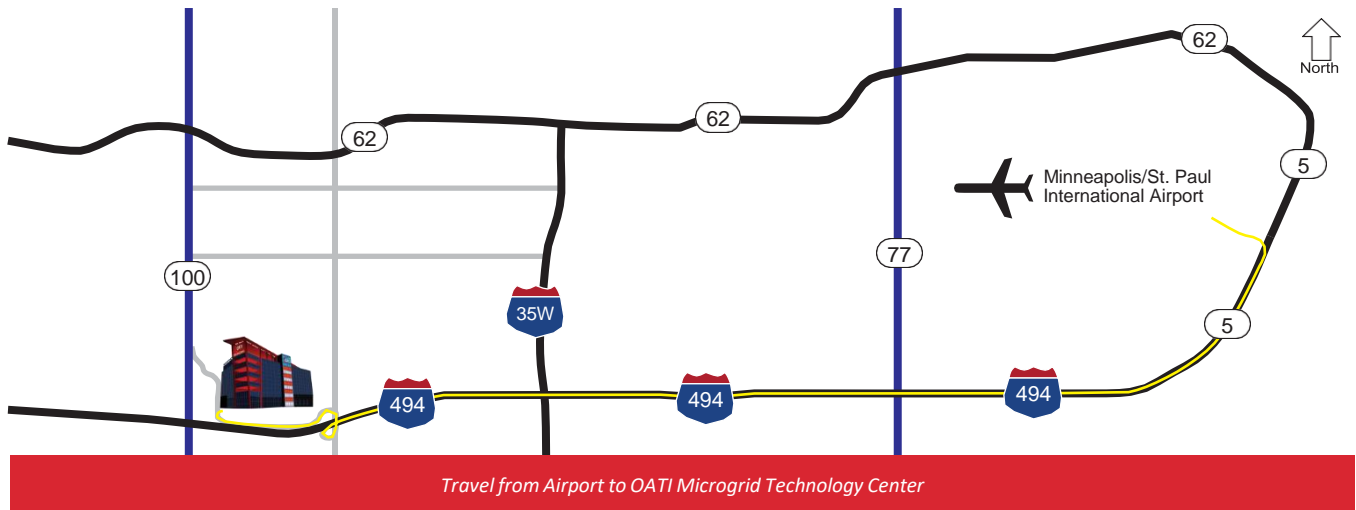 62
North
62
62
5
Minneapolis/St. Paul
International Airport
77
100
35W
5
494
494
494
Travel from Airport to OATI Microgrid Technology Center